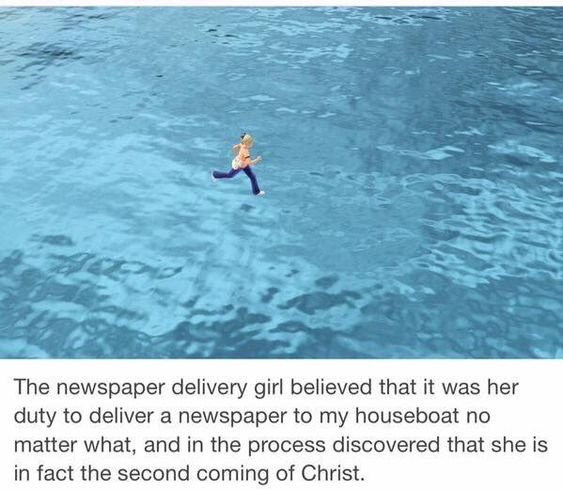 The newspaper delivery girl believed that it was her
duty to deliver a newspaper to my houseboat no
matter what, and in the process discovered that she is
in fact the second coming of Christ.